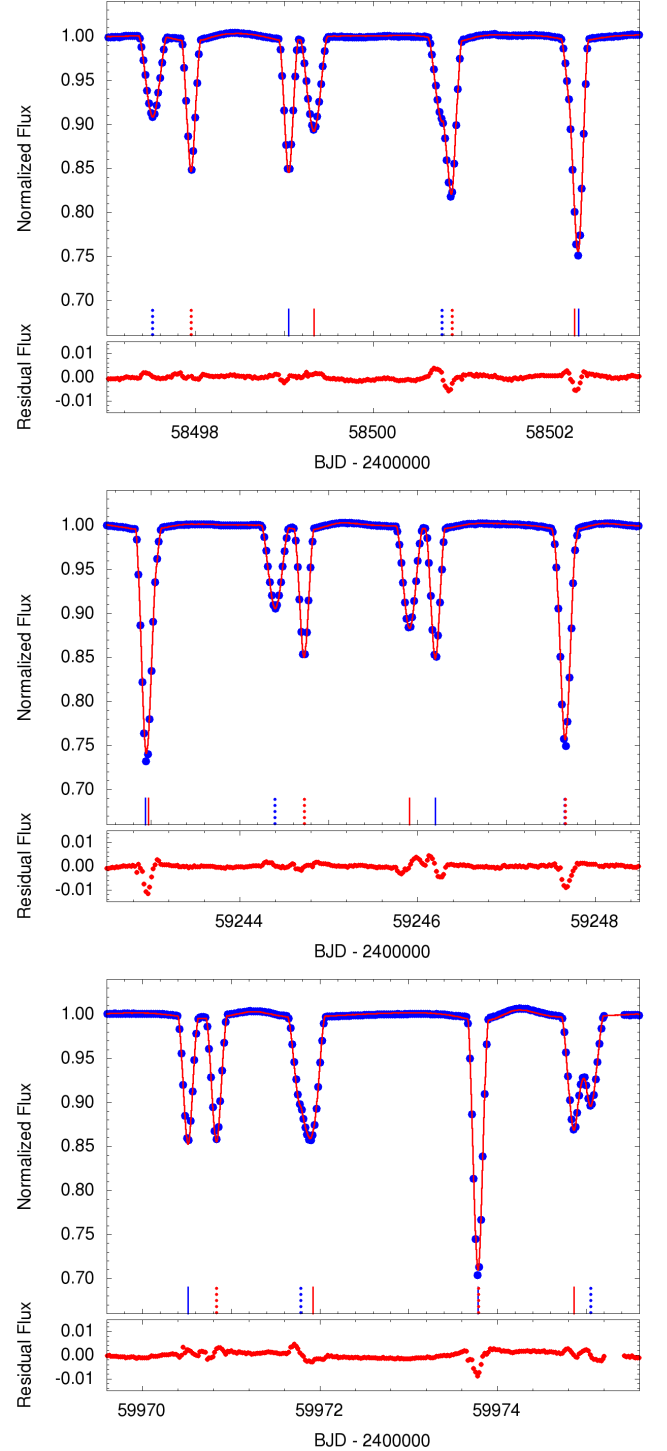 1.00
0.95
0.90
0.85
0.80
0.75
0.70
Normalized Flux
0.01
0.00
-0.01
Residual Flux
58498 58500 58502
BJD - 2400000
1.00
0.95
0.90
0.85
0.80
0.75
0.70
Normalized Flux
0.01
0.00
-0.01
Residual Flux
59244 59246 59248
BJD - 2400000
1.00
0.95
0.90
0.85
0.80
0.75
0.70
Normalized Flux
0.01
0.00
-0.01
Residual Flux
59970 59972 59974
BJD - 2400000